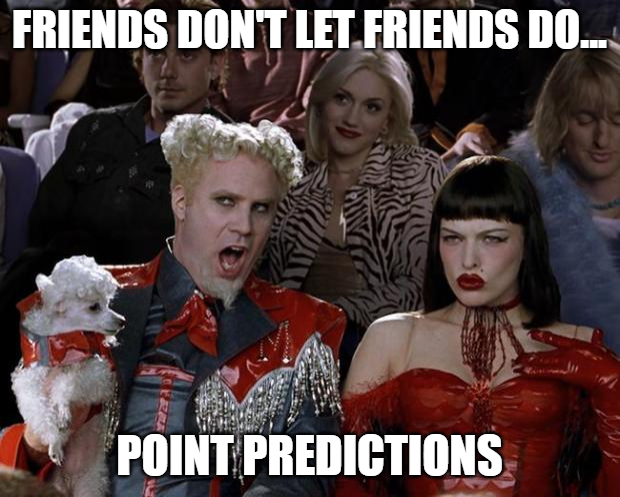 FRIENDS DON'T LET FRIENDS DO...
POINT PREDICTIONS